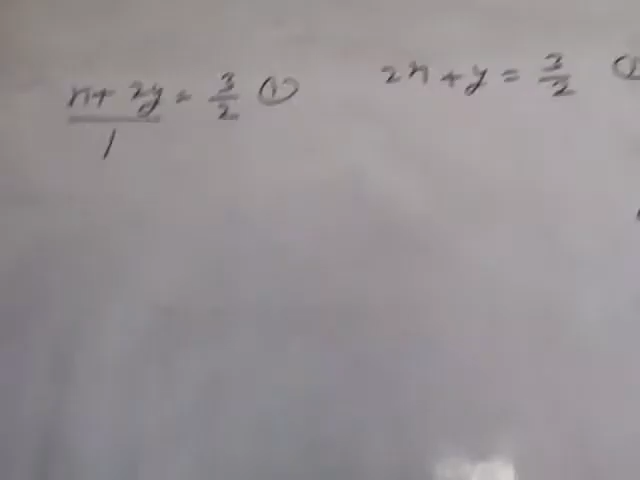 x + 2y / 1 = 3/2 ①
2x + y = 3/2